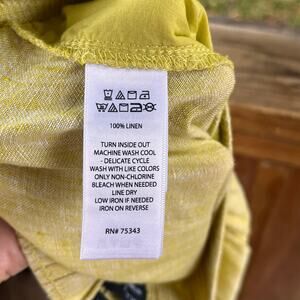 100% LINEN
TURN INSIDE OUT
MACHINE WASH COOL
- DELICATE CYCLE
WASH WITH LIKE COLORS
ONLY NON-CHLORINE
BLEACH WHEN NEEDED
LINE DRY
LOW IRON IF NEEDED
IRON ON REVERSE
RN# 75343